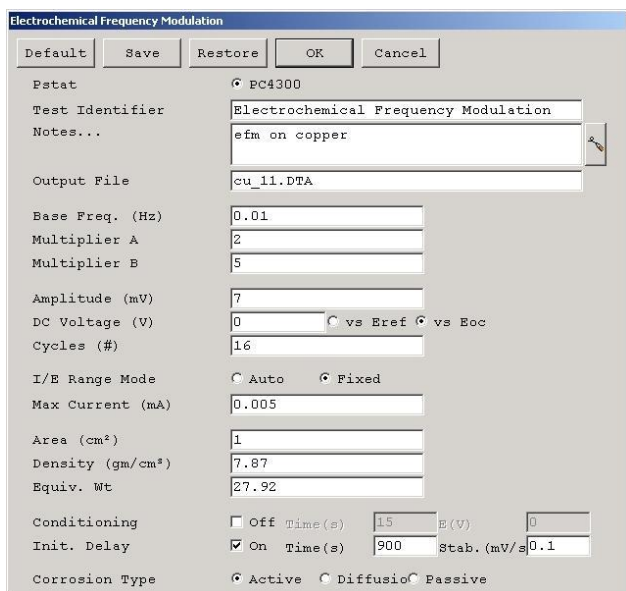 Electrochemical Frequency Modulation
Default Save Restore OK Cancel
Pstat PC4300
Test Identifier Electrochemical Frequency Modulation
Notes... efm on copper
Output File cu_11.DTA
Base Freq. (Hz) 0.01
Multiplier A 2
Multiplier B 5
Amplitude (mV) 7
DC Voltage (V) 0 vs Eref vs Eoc
Cycles (#) 16
I/E Range Mode Auto Fixed
Max Current (mA) 0.005
Area (cm²) 1
Density (gm/cm³) 7.87
Equiv. Wt 27.92
Conditioning Off Time(s) 15 E(V) 0
Init. Delay On Time(s) 900 Stab.(mV/s 0.1
Corrosion Type Active Diffusio Passive